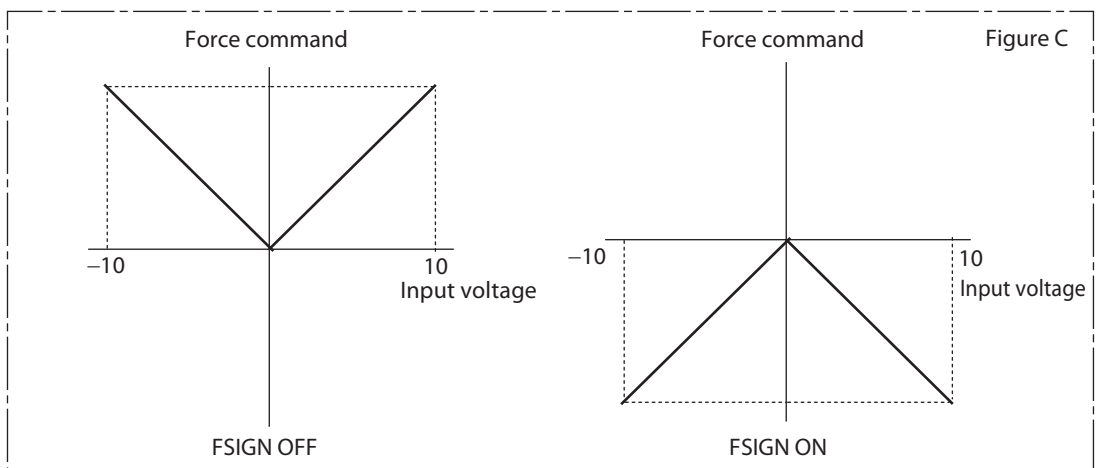 Force command
−10
10
Input voltage
FSIGN OFF
Force command
Figure C
−10
10
Input voltage
FSIGN ON